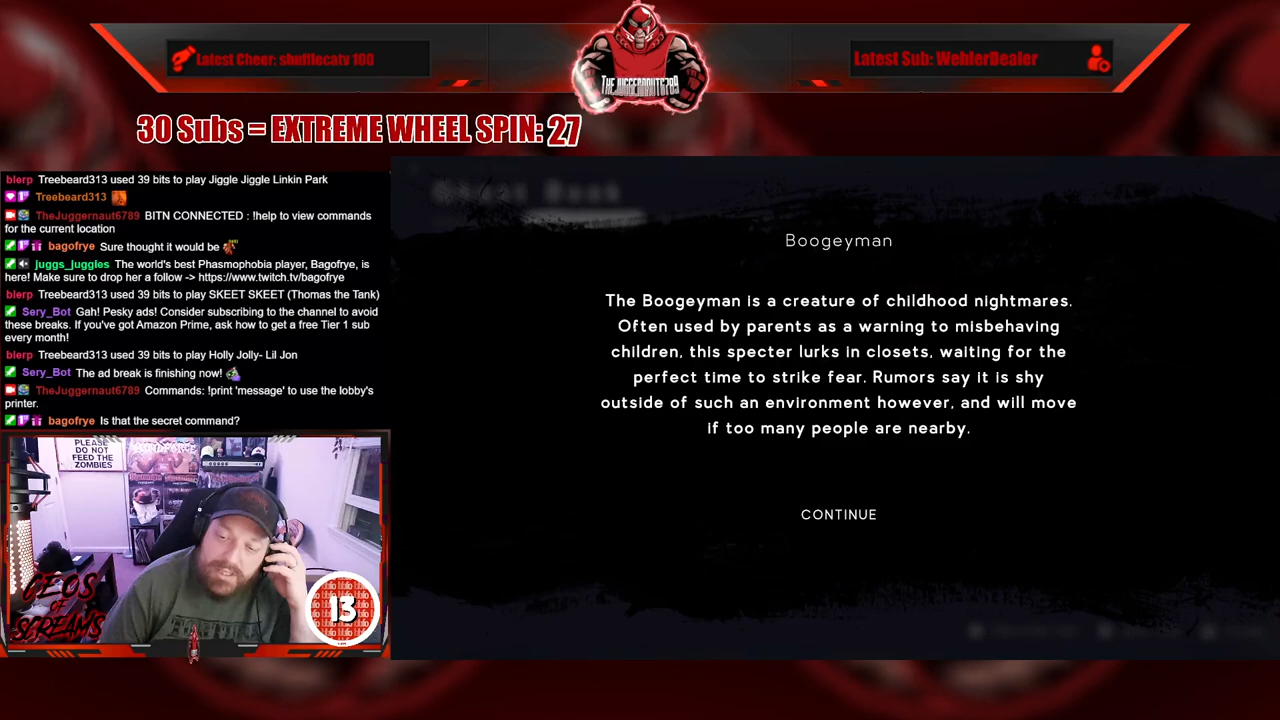 Latest Cheer: shufflecatv 100
THEJUGGERNAUT6789
Latest Sub: WehlerDealer
30 Subs = EXTREME WHEEL SPIN: 27
blerp Treebeard313 used 39 bits to play Jiggle Jiggle Linkin Park
Treebeard313
TheJuggernaut6789 BITN CONNECTED : !help to view commands
for the current location
bagofrye Sure thought it would be
juggs_juggles The world's best Phasmophobia player, Bagofrye, is
here! Make sure to drop her a follow -> https://www.twitch.tv/bagofrye
blerp Treebeard313 used 39 bits to play SKEET SKEET (Thomas the Tank)
Sery_Bot Gah! Pesky ads! Consider subscribing to the channel to avoid
these breaks. If you've got Amazon Prime, ask how to get a free Tier 1 sub
every month!
blerp Treebeard313 used 39 bits to play Holly Jolly- Lil Jon
Sery_Bot The ad break is finishing now!
TheJuggernaut6789 Commands: !print 'message' to use the lobby's
printer.
bagofrye Is that the secret command?
Boogeyman
The Boogeyman is a creature of childhood nightmares.
Often used by parents as a warning to misbehaving
children, this specter lurks in closets, waiting for the
perfect time to strike fear. Rumors say it is shy
outside of such an environment however, and will move
if too many people are nearby.
CONTINUE
PLEASE
DO NOT
FEED THE
ZOMBIES
GEOS
OF
SCREAMS
13